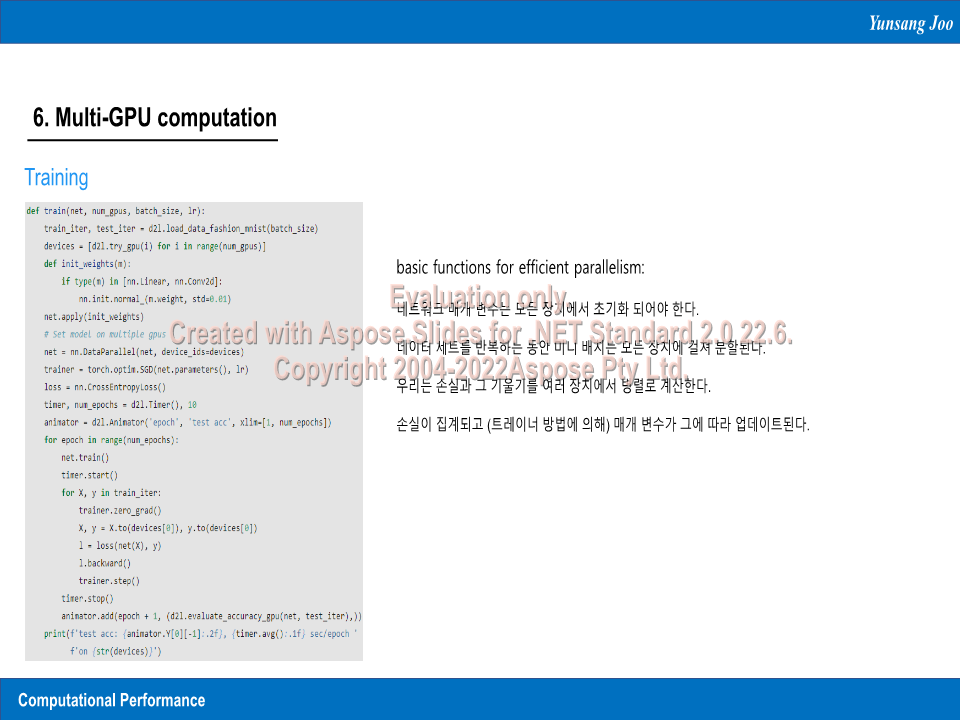 Yunsang Joo
6. Multi-GPU computation
Training
def train(net, num_gpus, batch_size, lr):
    train_iter, test_iter = d2l.load_data_fashion_mnist(batch_size)
    devices = [d2l.try_gpu(i) for i in range(num_gpus)]
    def init_weights(m):
        if type(m) in [nn.Linear, nn.Conv2d]:
            nn.init.normal_(m.weight, std=0.01)
    net.apply(init_weights)
    # Set model on multiple gpus
    net = nn.DataParallel(net, device_ids=devices)
    trainer = torch.optim.SGD(net.parameters(), lr)
    loss = nn.CrossEntropyLoss()
    timer, num_epochs = d2l.Timer(), 10
    animator = d2l.Animator('epoch', 'test acc', xlim=[1, num_epochs])
    for epoch in range(num_epochs):
        net.train()
        timer.start()
        for X, y in train_iter:
            trainer.zero_grad()
            X, y = X.to(devices[0]), y.to(devices[0])
            l = loss(net(X), y)
            l.backward()
            trainer.step()
        timer.stop()
        animator.add(epoch + 1, (d2l.evaluate_accuracy_gpu(net, test_iter),))
    print(f'test acc: {animator.Y[0][-1]:.2f}, {timer.avg():.1f} sec/epoch '
          f'on {str(devices)}')
basic functions for efficient parallelism:
네트워크 매개 변수는 모든 장치에서 초기화 되어야 한다.
데이터 세트를 반복하는 동안 미니 배치는 모든 장치에 걸쳐 분할된다.
우리는 손실과 그 기울기를 여러 장치에서 병렬로 계산한다.
손실이 집계되고 (트레이너 방법에 의해) 매개 변수가 그에 따라 업데이트된다.
Evaluation only.
Created with Aspose.Slides for .NET Standard 2.0 22.6.
Copyright 2004-2022Aspose Pty Ltd.
Computational Performance